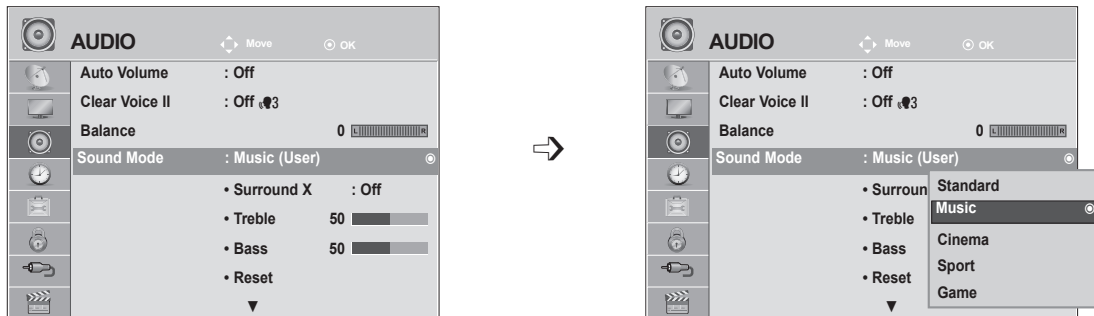 AUDIO Move OK
Auto Volume : Off
Clear Voice II : Off 3
Balance 0 L R
Sound Mode : Music (User)
• Surround X : Off
• Treble 50
• Bass 50
• Reset
▼
AUDIO Move OK
Auto Volume : Off
Clear Voice II : Off 3
Balance 0 L R
Sound Mode : Music (User)
• Surroun
• Treble
• Bass
• Reset
▼
Standard
Music
Cinema
Sport
Game